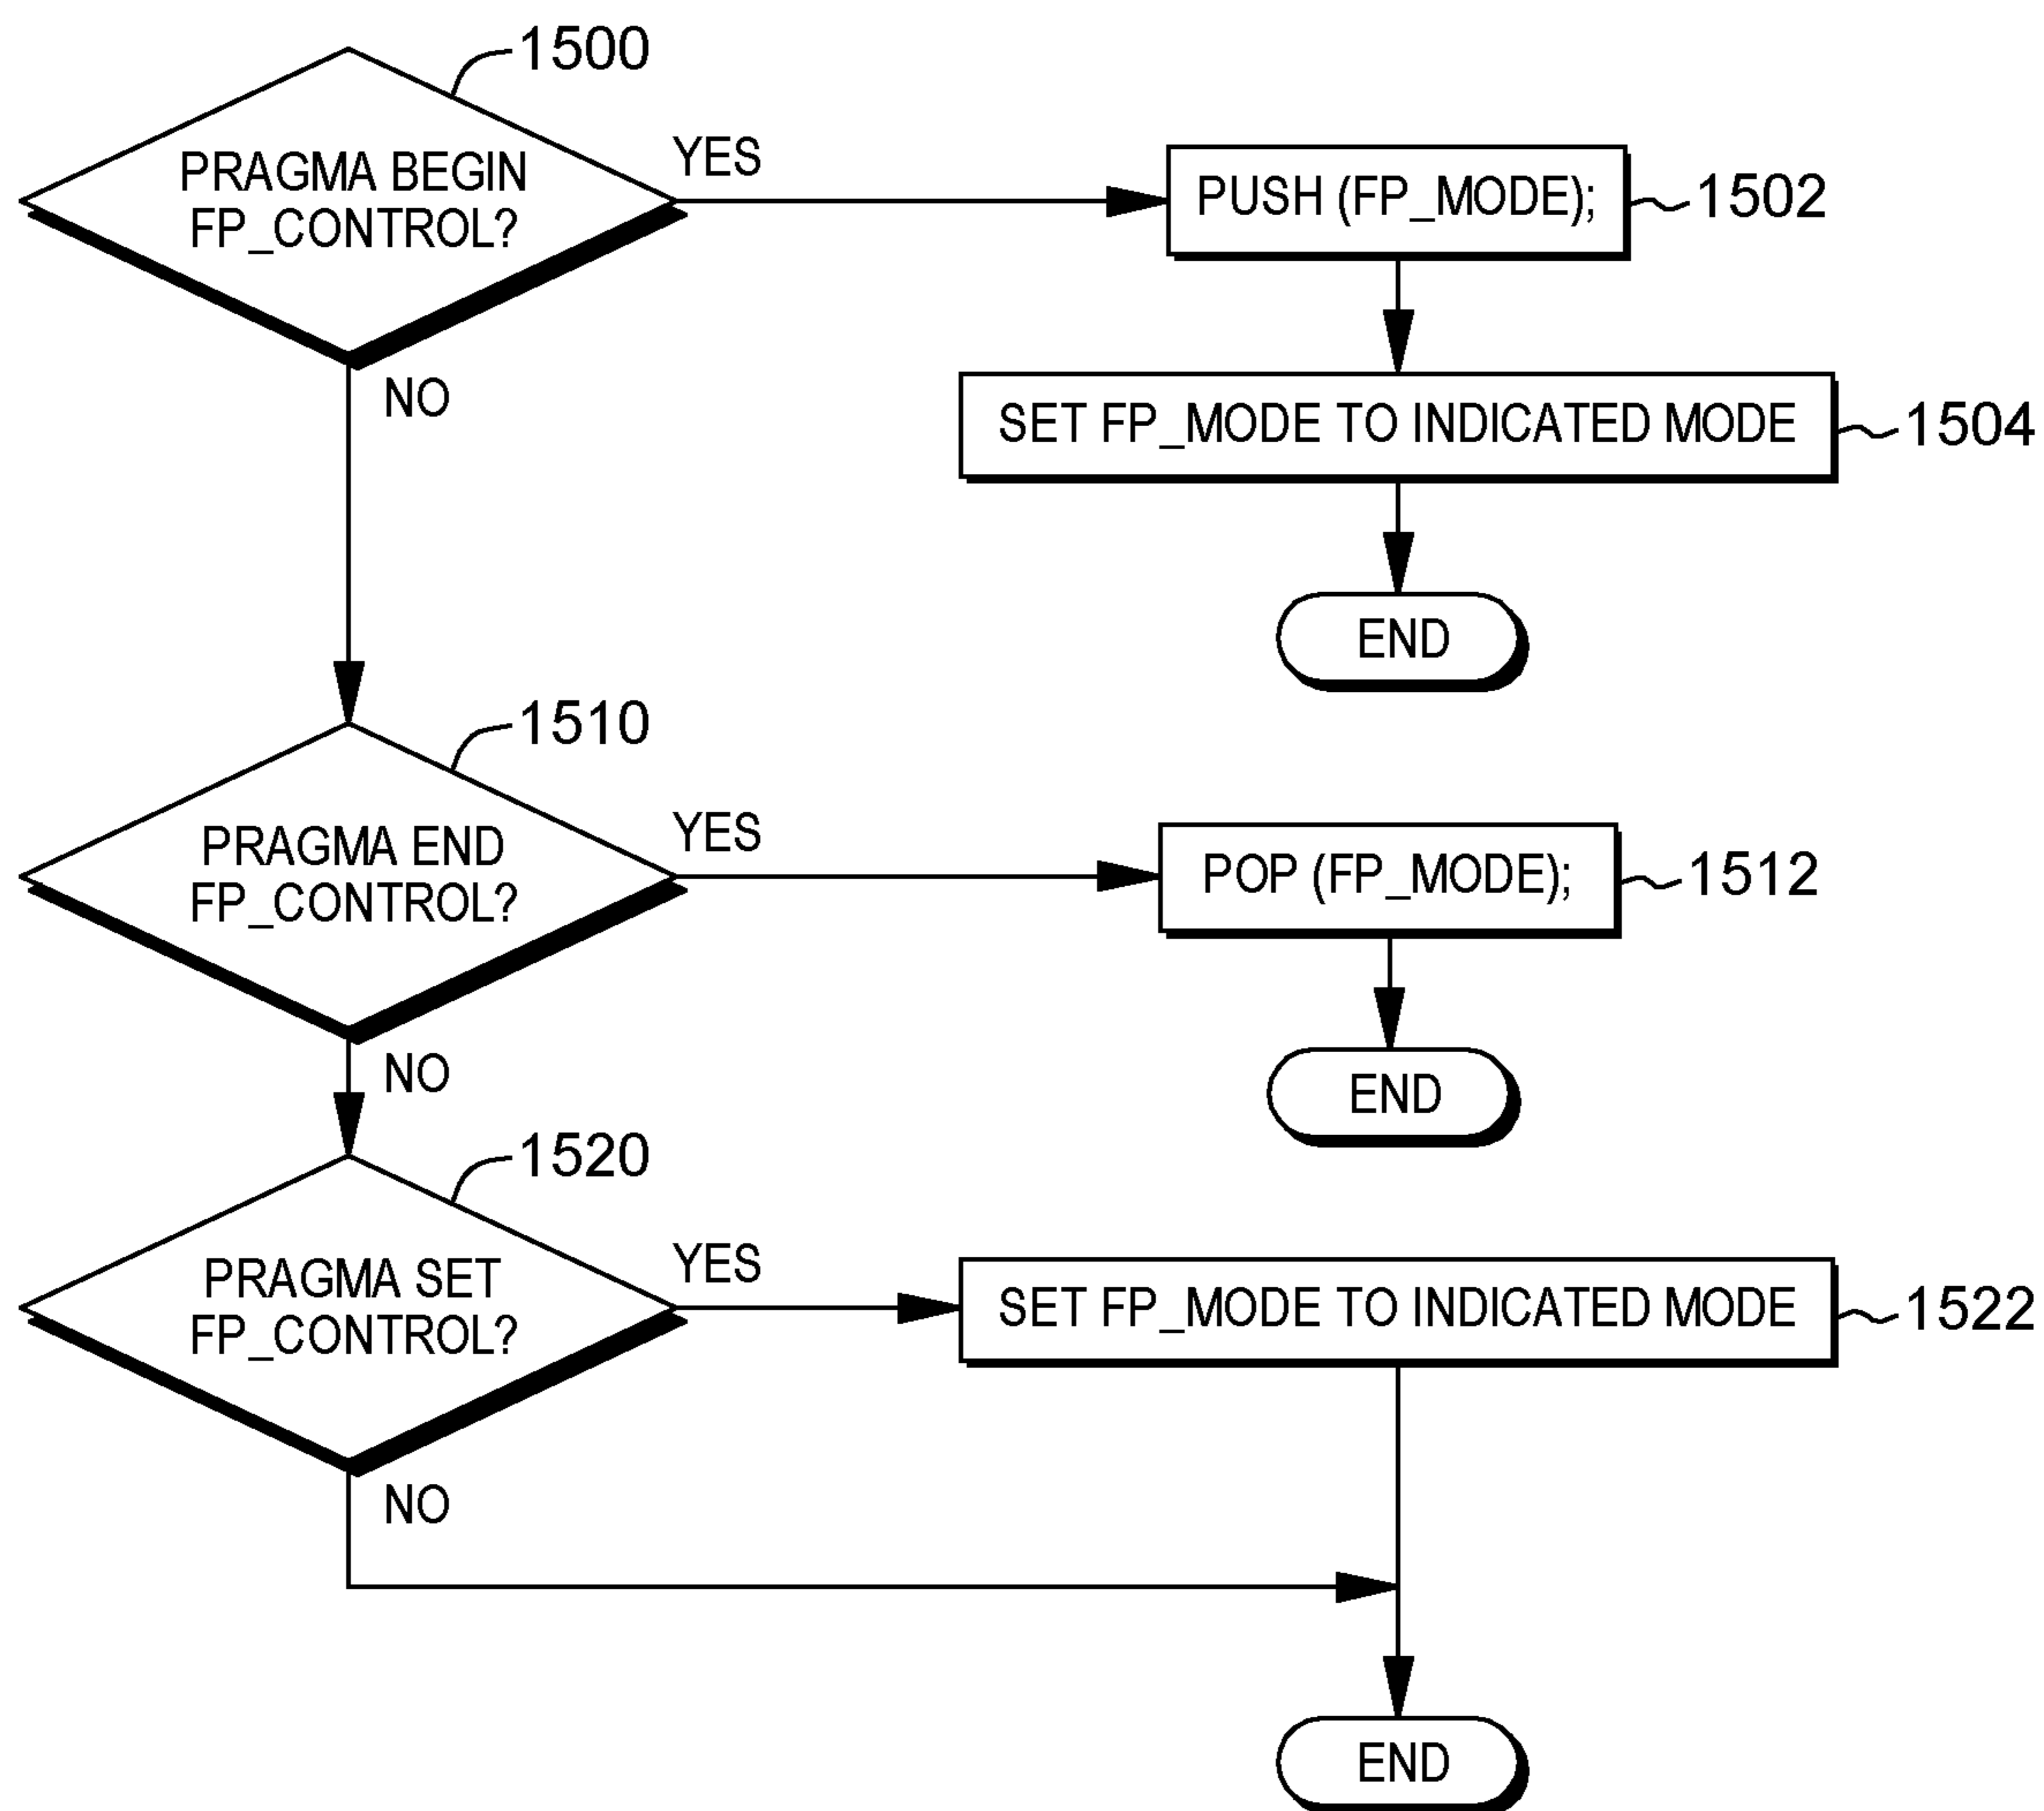 1500
PRAGMA BEGIN
FP_CONTROL?
YES
PUSH (FP_MODE);
1502
NO
SET FP_MODE TO INDICATED MODE
1504
END
1510
PRAGMA END
FP_CONTROL?
YES
POP (FP_MODE);
1512
NO
END
1520
PRAGMA SET
FP_CONTROL?
YES
SET FP_MODE TO INDICATED MODE
1522
NO
END